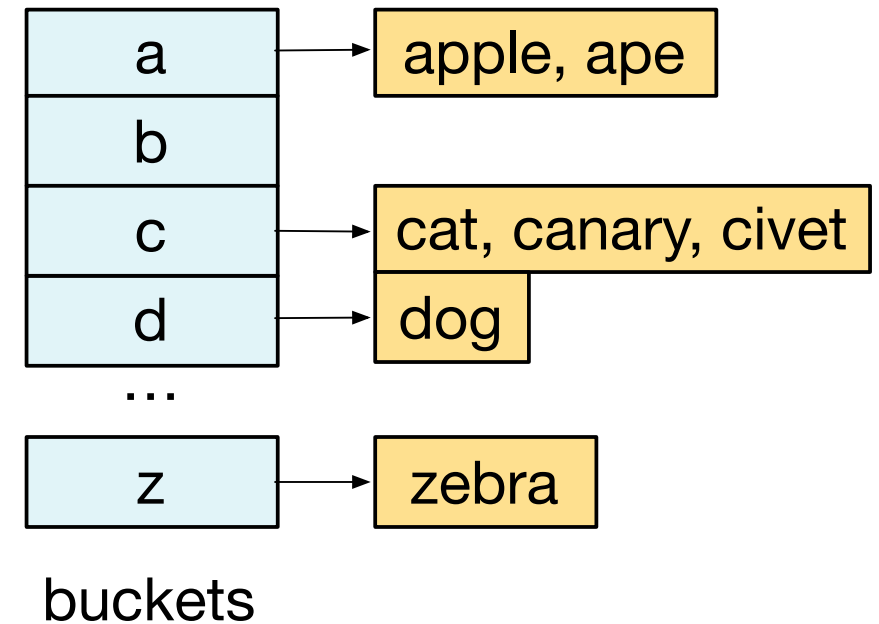 a apple, ape
b
c cat, canary, civet
d dog
...
z zebra
buckets